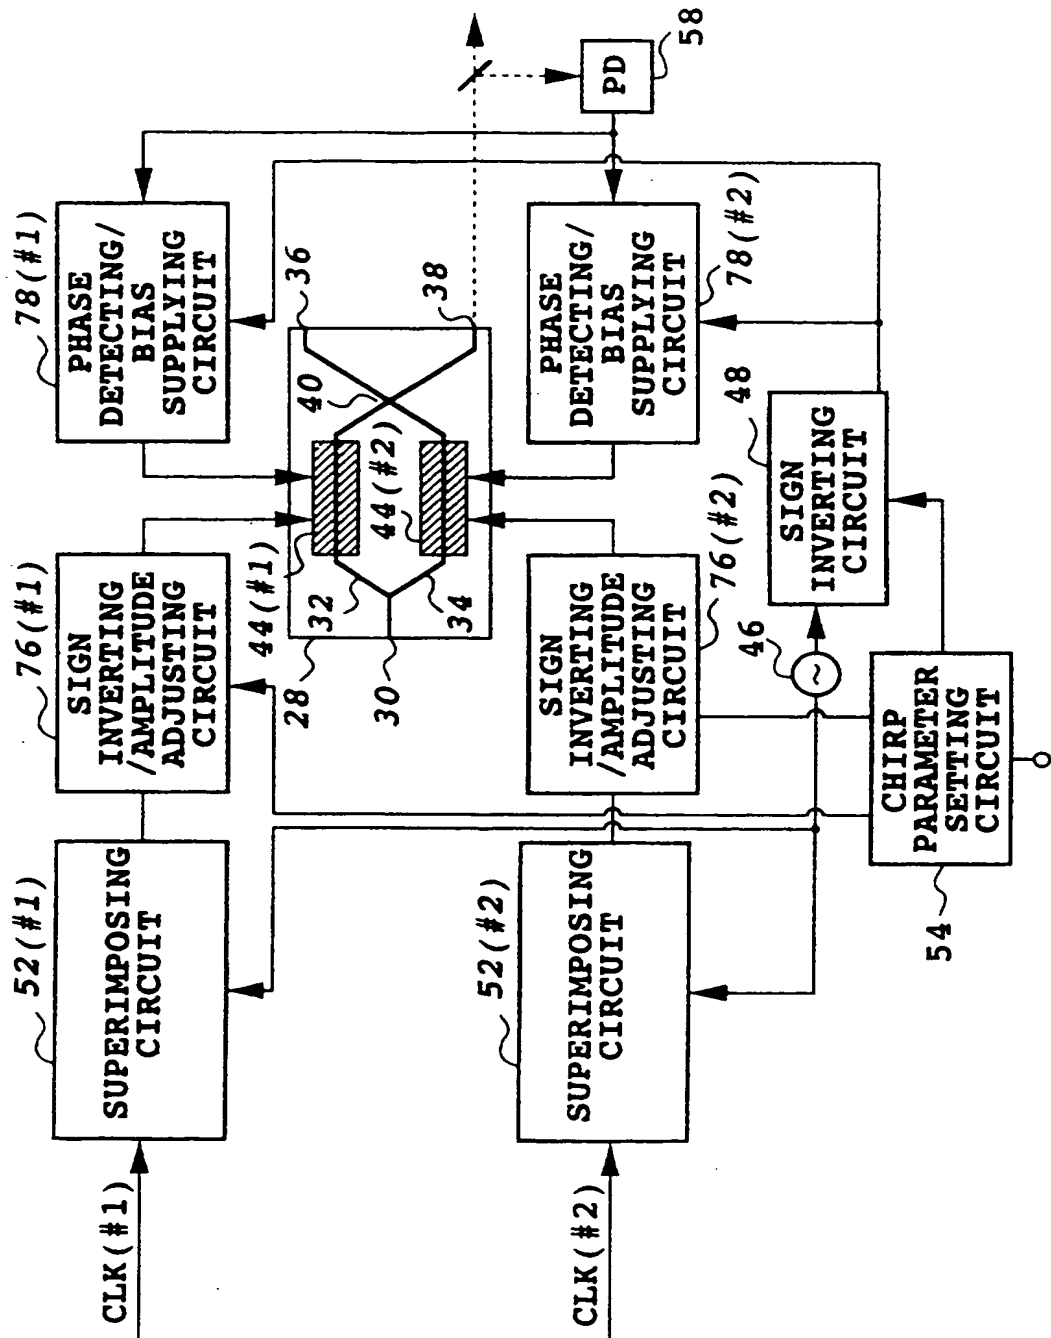 CLK(#1)
52(#1)
SUPERIMPOSING
CIRCUIT
76(#1)
SIGN
INVERTING
/AMPLITUDE
ADJUSTING
CIRCUIT
78(#1)
PHASE
DETECTING/
BIAS
SUPPLYING
CIRCUIT
28
30
32
34
44(#1)
44(#2)
40
36
38
CLK(#2)
52(#2)
SUPERIMPOSING
CIRCUIT
SIGN
INVERTING
/AMPLITUDE
ADJUSTING
CIRCUIT
76(#2)
PHASE
DETECTING/
BIAS
SUPPLYING
CIRCUIT
78(#2)
PD
58
46
~
48
SIGN
INVERTING
CIRCUIT
CHIRP
PARAMETER
SETTING
CIRCUIT
54